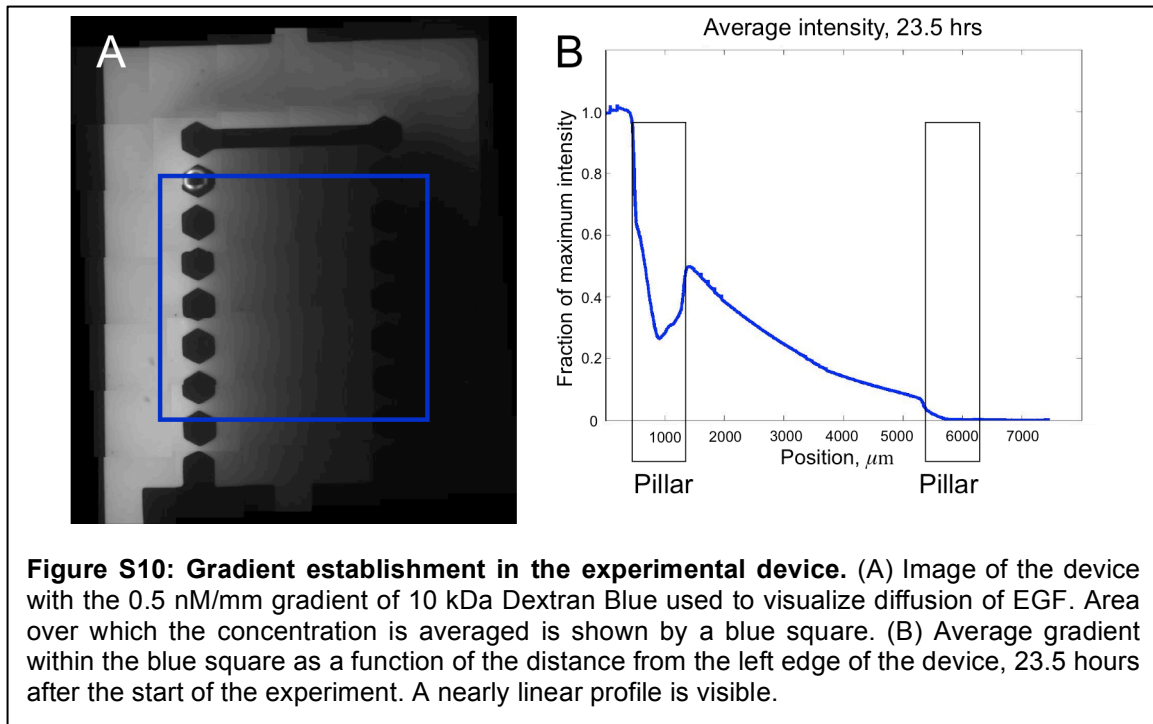 A
B
Average intensity, 23.5 hrs
Fraction of maximum intensity
1.0
0.8
0.6
0.4
0.2
0
1000 2000 3000 4000 5000 6000 7000
Position, μm
Pillar Pillar
Figure S10: Gradient establishment in the experimental device. (A) Image of the device
with the 0.5 nM/mm gradient of 10 kDa Dextran Blue used to visualize diffusion of EGF. Area
over which the concentration is averaged is shown by a blue square. (B) Average gradient
within the blue square as a function of the distance from the left edge of the device, 23.5 hours
after the start of the experiment. A nearly linear profile is visible.